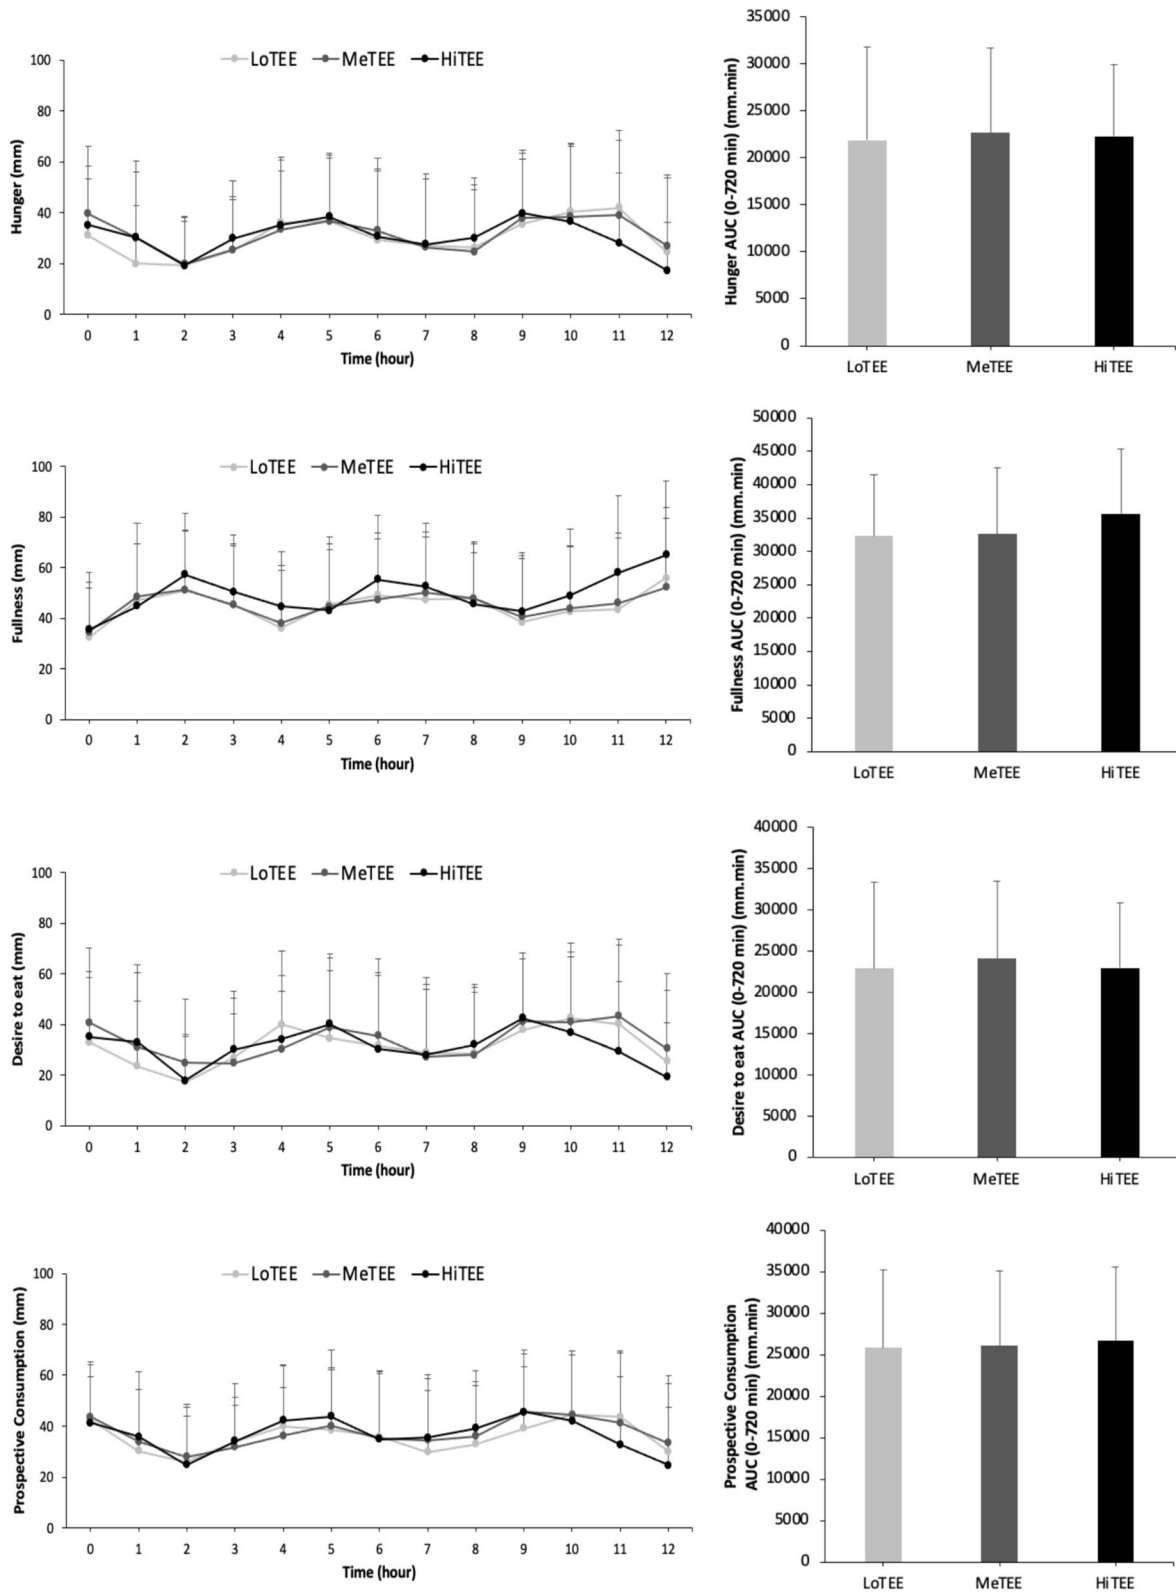 LoTEE MeTEE HiTEE
Hunger (mm)
100
80
60
40
20
0
0 1 2 3 4 5 6 7 8 9 10 11 12
Time (hour)
Hunger AUC (0-720 min) (mm.min)
35000
30000
25000
20000
15000
10000
5000
0
LoTEE MeTEE HiTEE
LoTEE MeTEE HiTEE
Fullness (mm)
100
80
60
40
20
0
0 1 2 3 4 5 6 7 8 9 10 11 12
Time (hour)
Fullness AUC (0-720 min) (mm.min)
50000
45000
40000
35000
30000
25000
20000
15000
10000
5000
0
LoTEE MeTEE HiTEE
LoTEE MeTEE HiTEE
Desire to eat (mm)
100
80
60
40
20
0
0 1 2 3 4 5 6 7 8 9 10 11 12
Time (hour)
Desire to eat AUC (0-720 min) (mm.min)
40000
35000
30000
25000
20000
15000
10000
5000
0
LoTEE MeTEE HiTEE
LoTEE MeTEE HiTEE
Prospective Consumption (mm)
100
80
60
40
20
0
0 1 2 3 4 5 6 7 8 9 10 11 12
Time (hour)
Prospective Consumption
AUC (0-720 min) (mm.min)
40000
35000
30000
25000
20000
15000
10000
5000
0
LoTEE MeTEE HiTEE